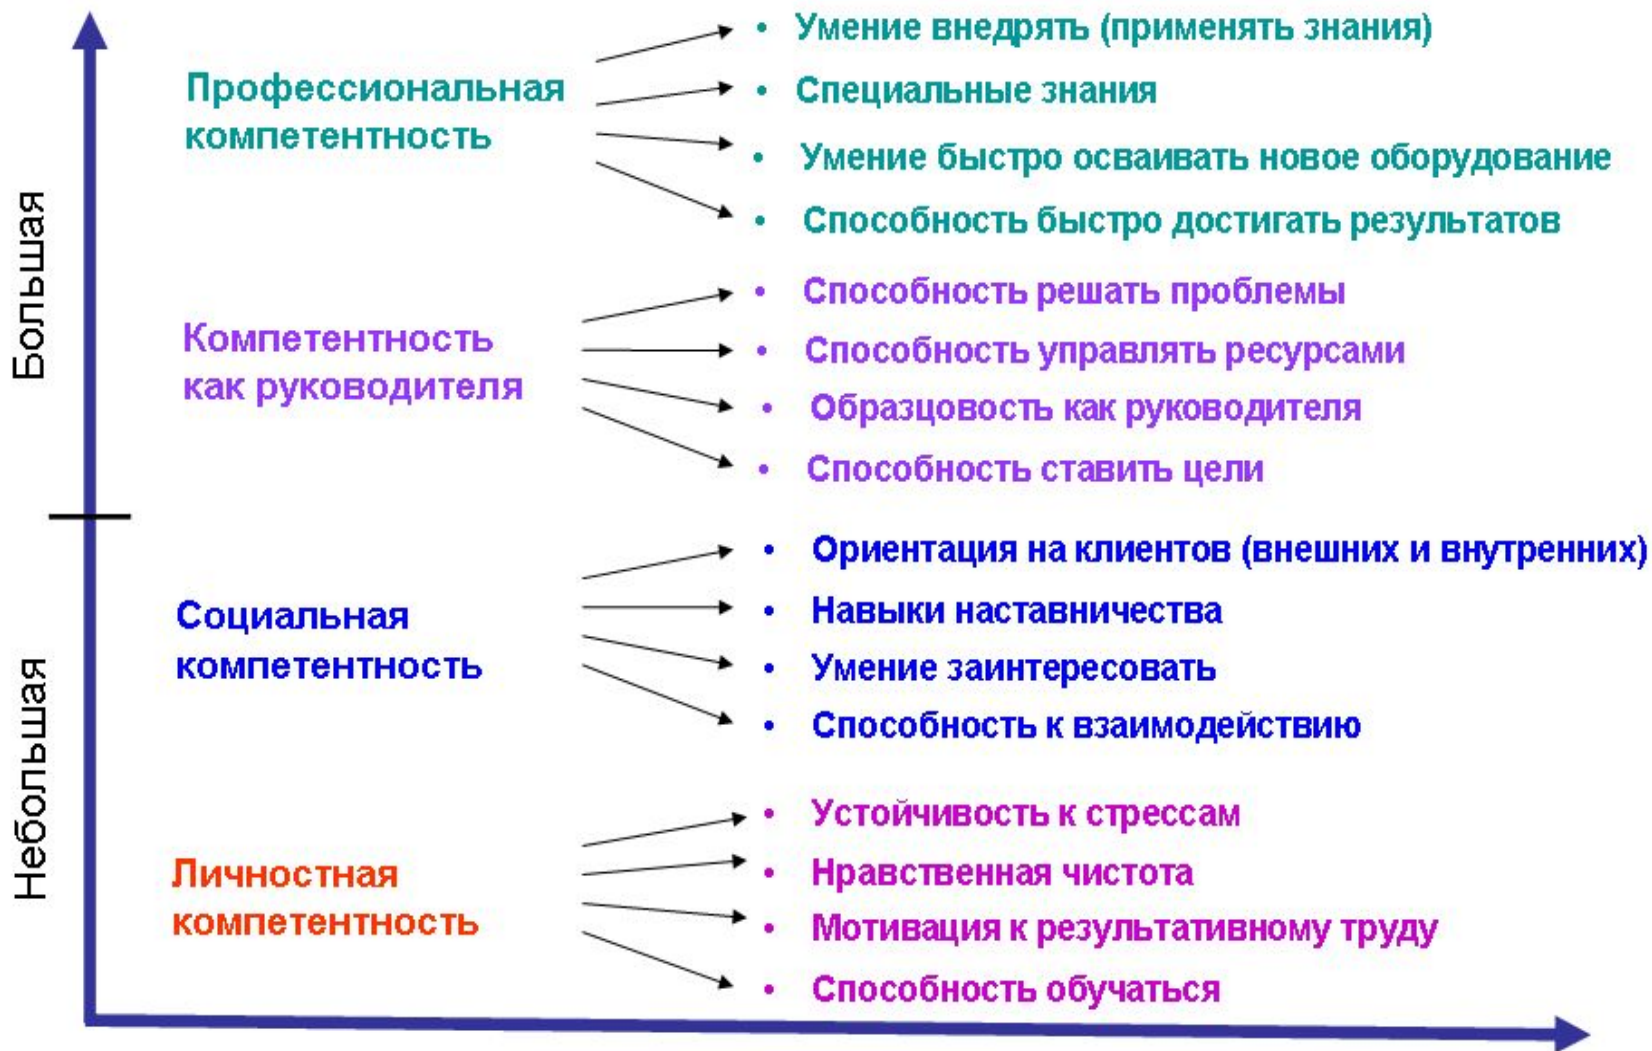 Большая
Профессиональная
компетентность
• Умение внедрять (применять знания)
• Специальные знания
• Умение быстро осваивать новое оборудование
• Способность быстро достигать результатов
Компетентность
как руководителя
• Способность решать проблемы
• Способность управлять ресурсами
• Образцовость как руководителя
• Способность ставить цели
Небольшая
Социальная
компетентность
• Ориентация на клиентов (внешних и внутренних)
• Навыки наставничества
• Умение заинтересовать
• Способность к взаимодействию
Личностная
компетентность
• Устойчивость к стрессам
• Нравственная чистота
• Мотивация к результативному труду
• Способность обучаться